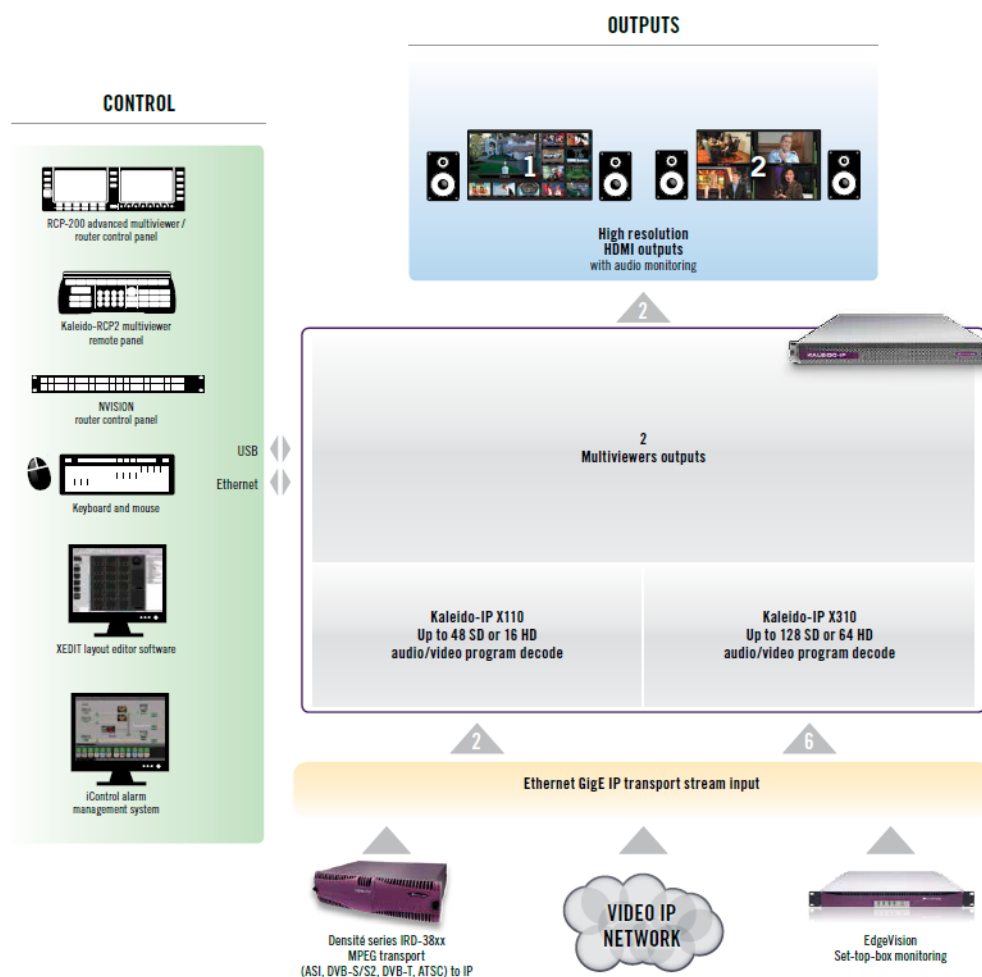 OUTPUTS
CONTROL
1
2
High resolution
HDMI outputs
with audio monitoring
RCP-200 advanced multiviewer /
router control panel
2
Kaleido-RCP2 multiviewer
remote panel
KALEIDO-IP
NVISION
router control panel
2
Multiviewers outputs
USB
Ethernet
Keyboard and mouse
Kaleido-IP X110
Up to 48 SD or 16 HD
audio/video program decode
Kaleido-IP X310
Up to 128 SD or 64 HD
audio/video program decode
XEDIT layout editor software
2
6
Ethernet GigE IP transport stream input
iControl alarm
management system
Densité series IRD-38xx
MPEG transport
(ASI, DVB-S/S2, DVB-T, ATSC) to IP
VIDEO IP
NETWORK
EdgeVision
Set-top-box monitoring